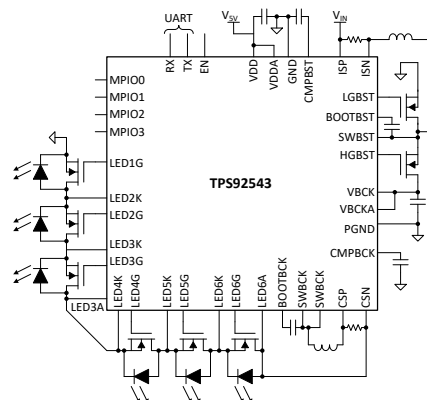 UART
V5V
VIN
RX
TX
EN
VDD
VDDA
GND
CMPBST
ISP
ISN
MPIO0
MPIO1
MPIO2
MPIO3
LED1G
LED2K
LED2G
LED3K
LED3G
LED3A
TPS92543
LGBST
BOOTBST
SWBST
HGBST
VBCK
VBCKA
PGND
CMPBCK
LED4K
LED4G
LED5K
LED5G
LED6K
LED6G
LED6A
BOOTBCK
SWBCK
SWBCK
CSP
CSN